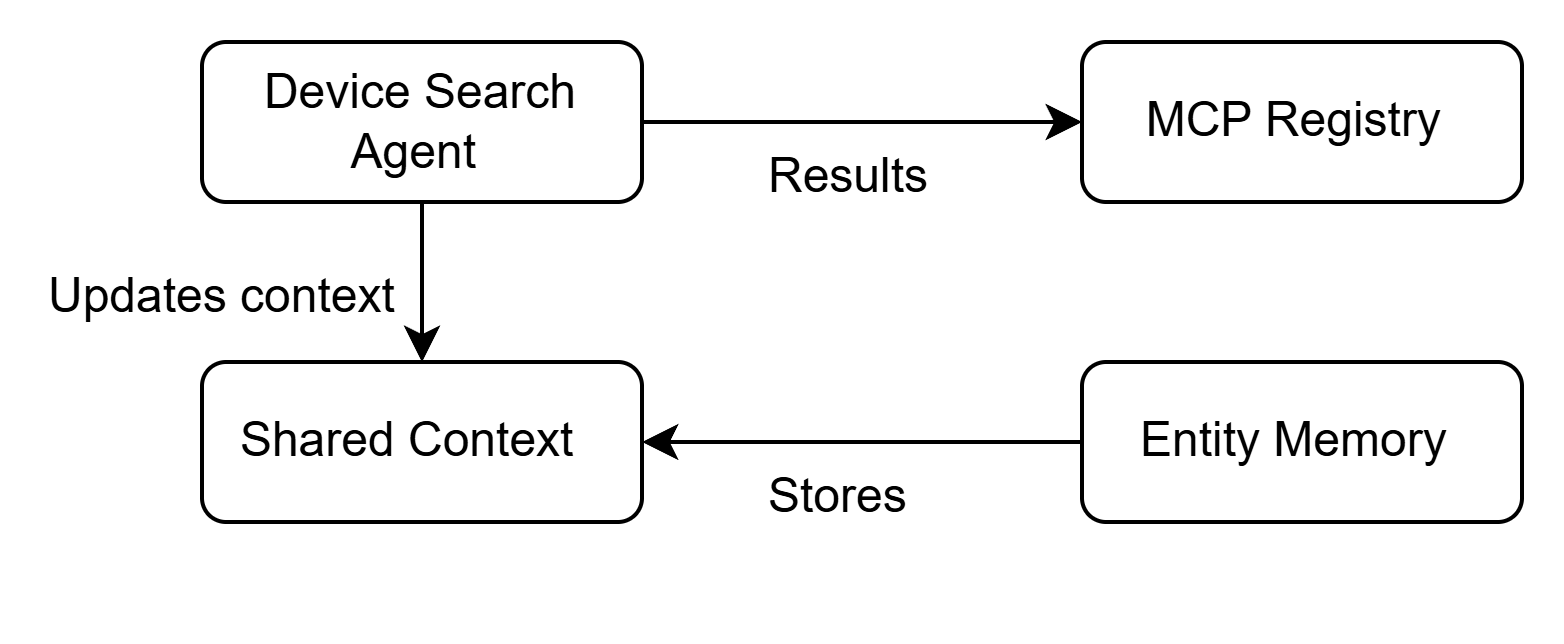 Device Search
Agent
MCP Registry
Results
Updates context
Shared Context
Entity Memory
Stores